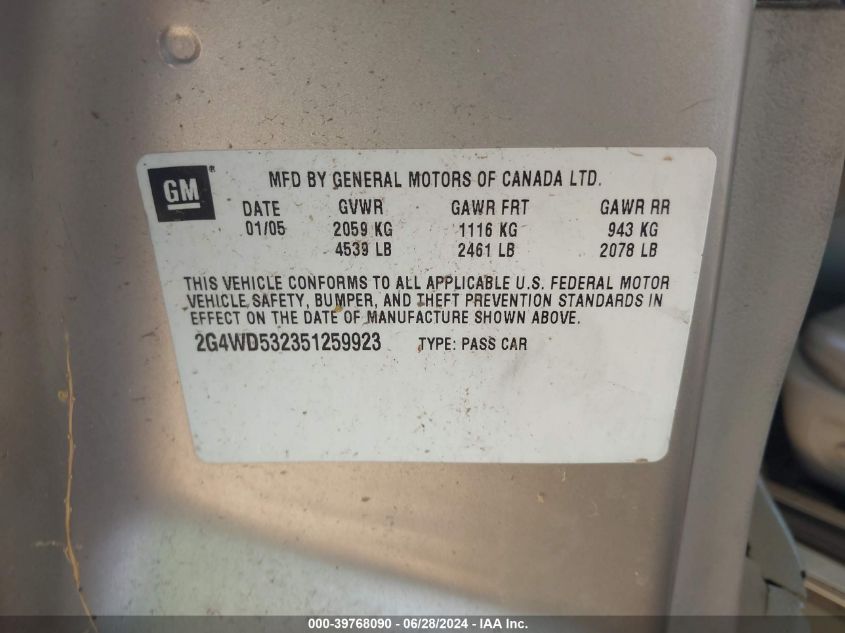 GM®
MFD BY GENERAL MOTORS OF CANADA LTD.
DATE GVWR GAWR FRT GAWR RR
01/05 2059 KG 1116 KG 943 KG
4539 LB 2461 LB 2078 LB
THIS VEHICLE CONFORMS TO ALL APPLICABLE U.S. FEDERAL MOTOR
VEHICLE SAFETY, BUMPER, AND THEFT PREVENTION STANDARDS IN
EFFECT ON THE DATE OF MANUFACTURE SHOWN ABOVE.
2G4WD532351259923 TYPE: PASS CAR
000-39768090 - 06/28/2024 - IAA Inc.